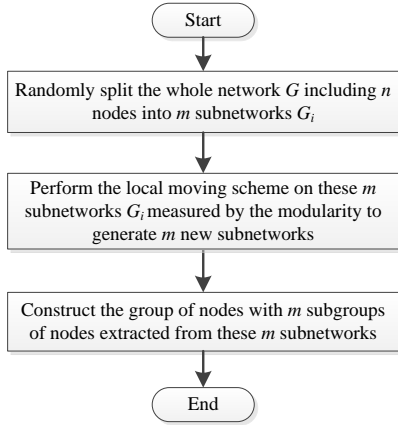 Start
Randomly split the whole network G including n
nodes into m subnetworks Gi
Perform the local moving scheme on these m
subnetworks Gi measured by the modularity to
generate m new subnetworks
Construct the group of nodes with m subgroups
of nodes extracted from these m subnetworks
End